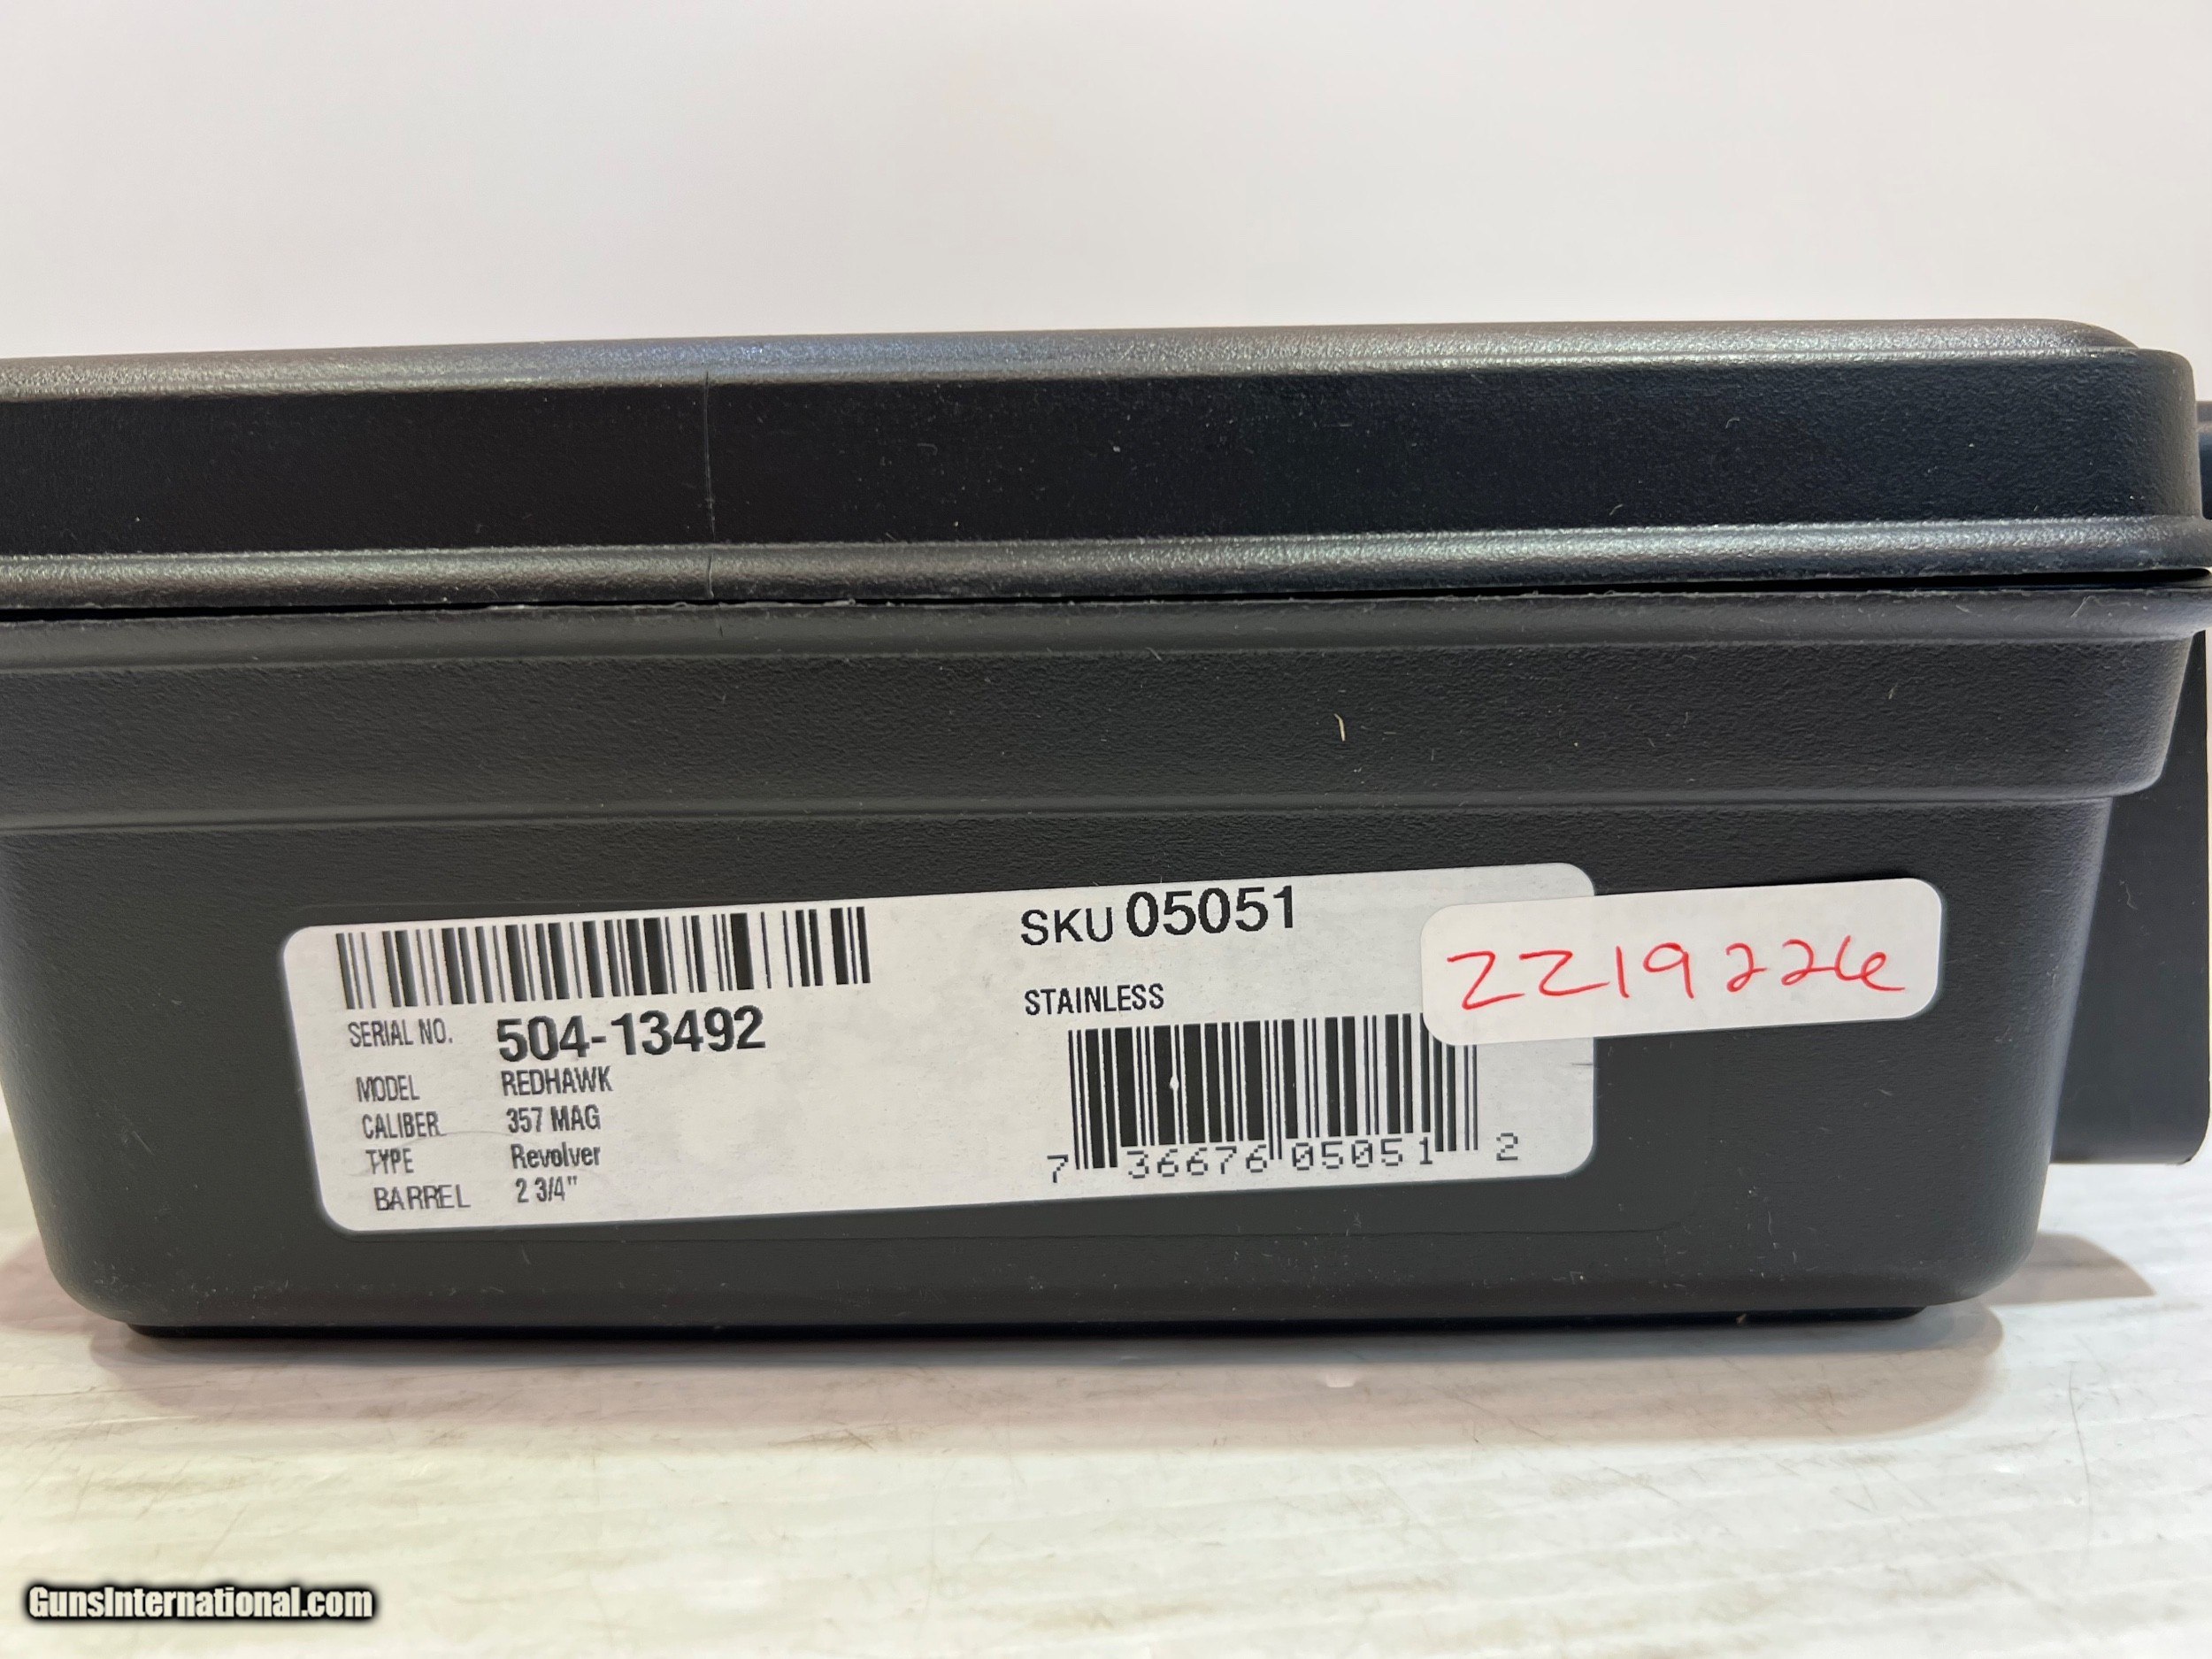 SKU 05051
SERIAL NO. 504-13492
MODEL REDHAWK
CALIBER 357 MAG
TYPE Revolver
BARREL 2 3/4"
STAINLESS
7 36676 05051 2
ZZ19226
GunsInternational.com